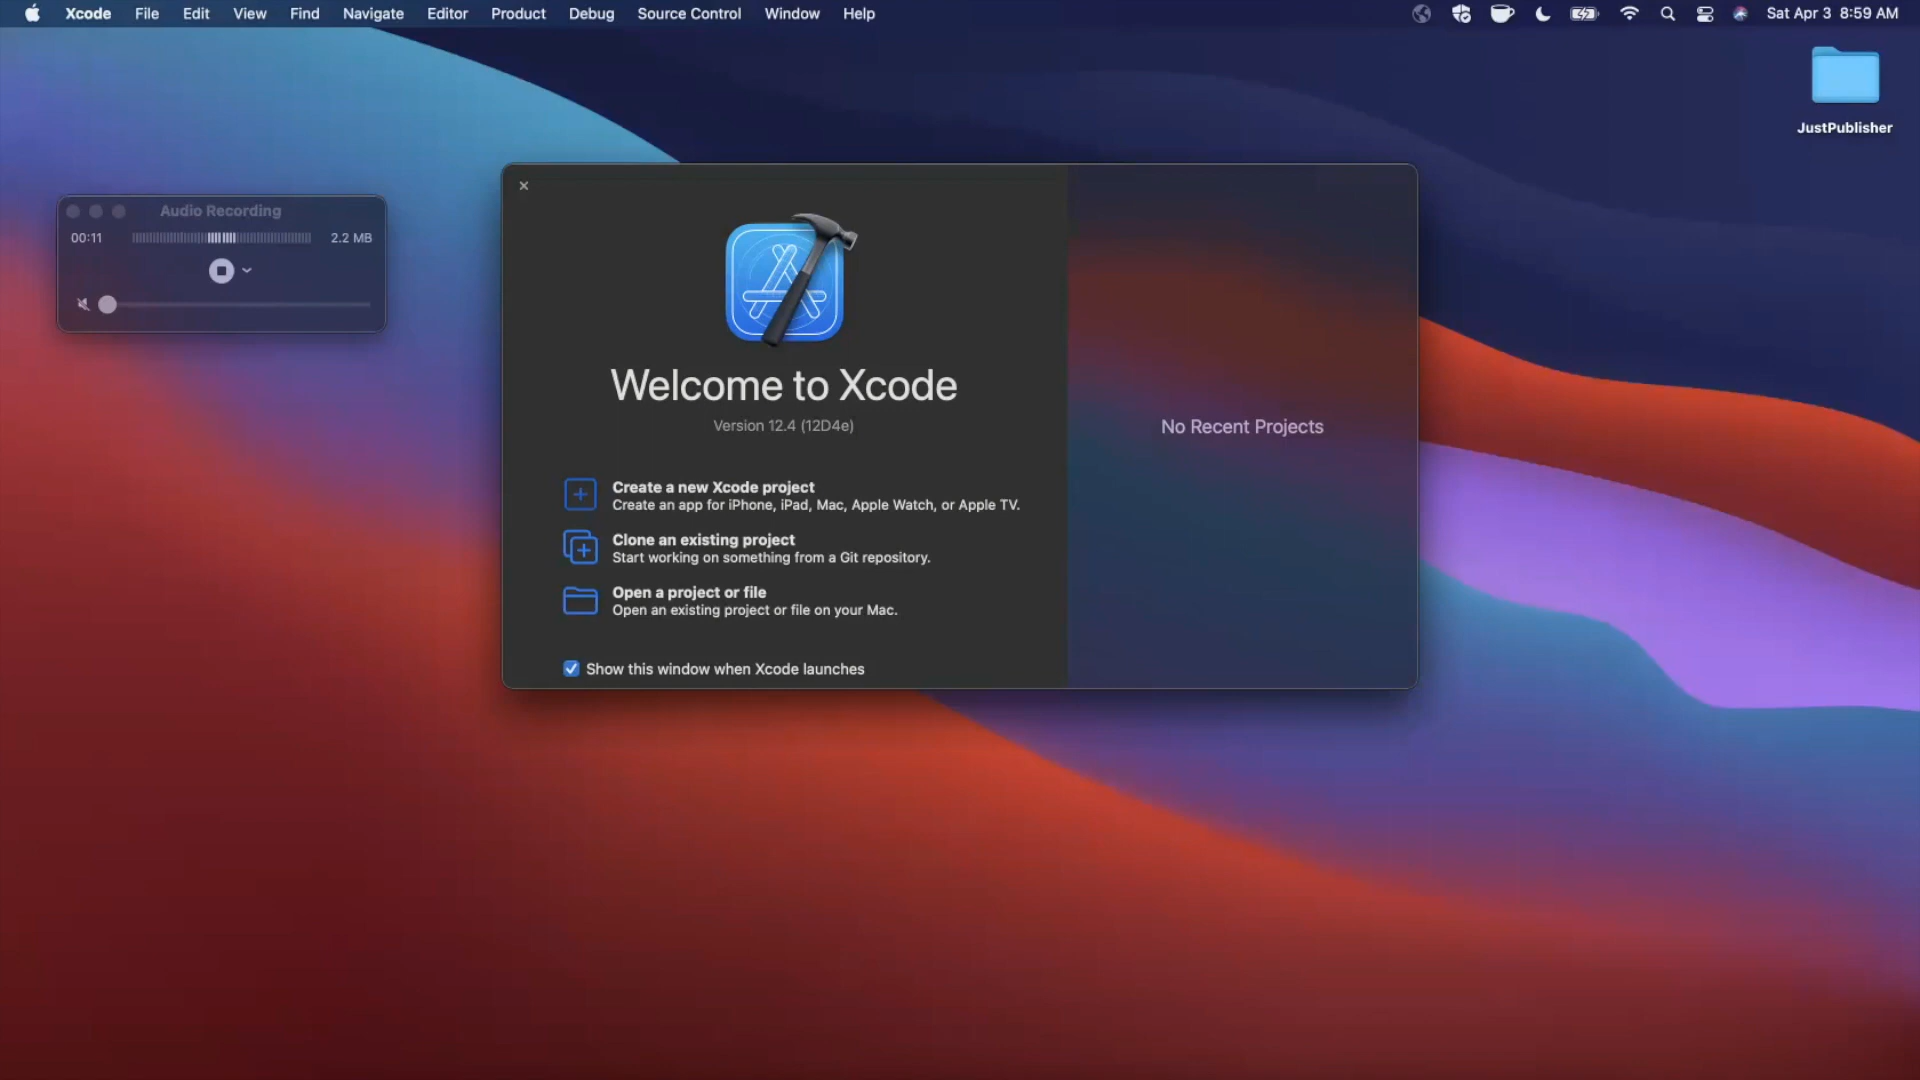 Xcode File Edit View Find Navigate Editor Product Debug Source Control Window Help Sat Apr 3 8:59 AM
JustPublisher
Audio Recording
00:11 2.2 MB
Welcome to Xcode
Version 12.4 (12D4e)
Create a new Xcode project
Create an app for iPhone, iPad, Mac, Apple Watch, or Apple TV.
Clone an existing project
Start working on something from a Git repository.
Open a project or file
Open an existing project or file on your Mac.
Show this window when Xcode launches
No Recent Projects